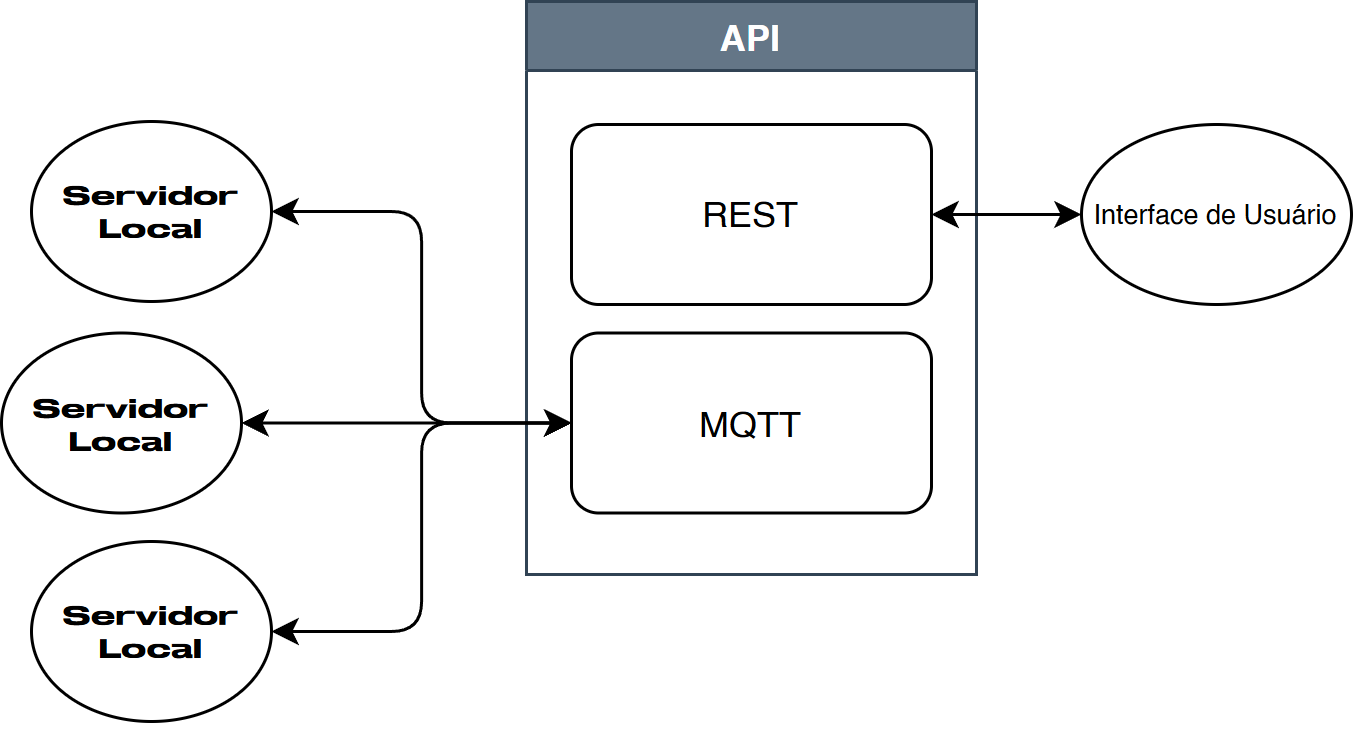 API
Servidor
Local
REST
Interface de Usuário
Servidor
Local
MQTT
Servidor
Local